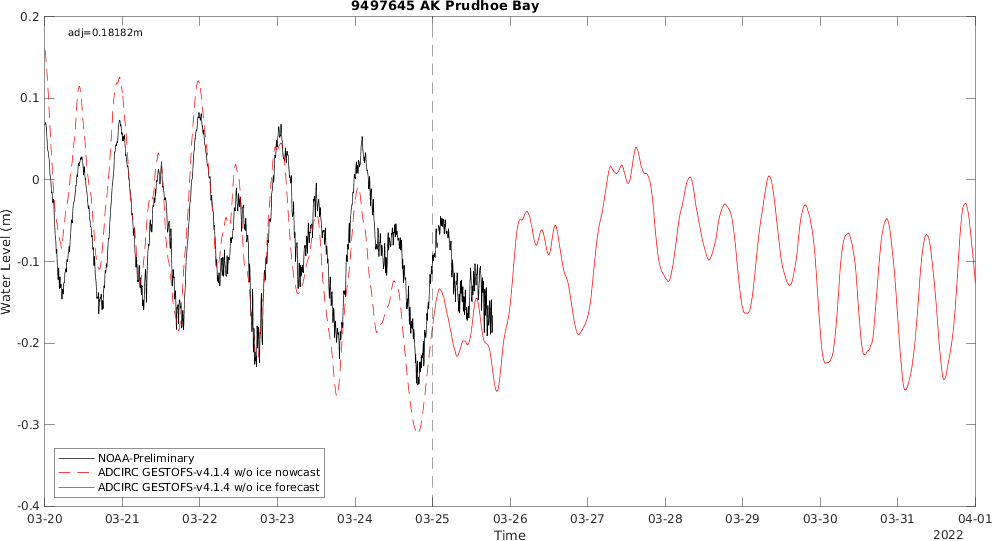 9497645 AK Prudhoe Bay
adj=0.18182m
0.2
0.1
0
-0.1
-0.2
-0.3
-0.4
Water Level (m)
NOAA-Preliminary
ADCIRC GESTOFS-v4.1.4 w/o ice nowcast
ADCIRC GESTOFS-v4.1.4 w/o ice forecast
03-20 03-21 03-22 03-23 03-24 03-25 03-26 03-27 03-28 03-29 03-30 03-31 04-01
Time
2022